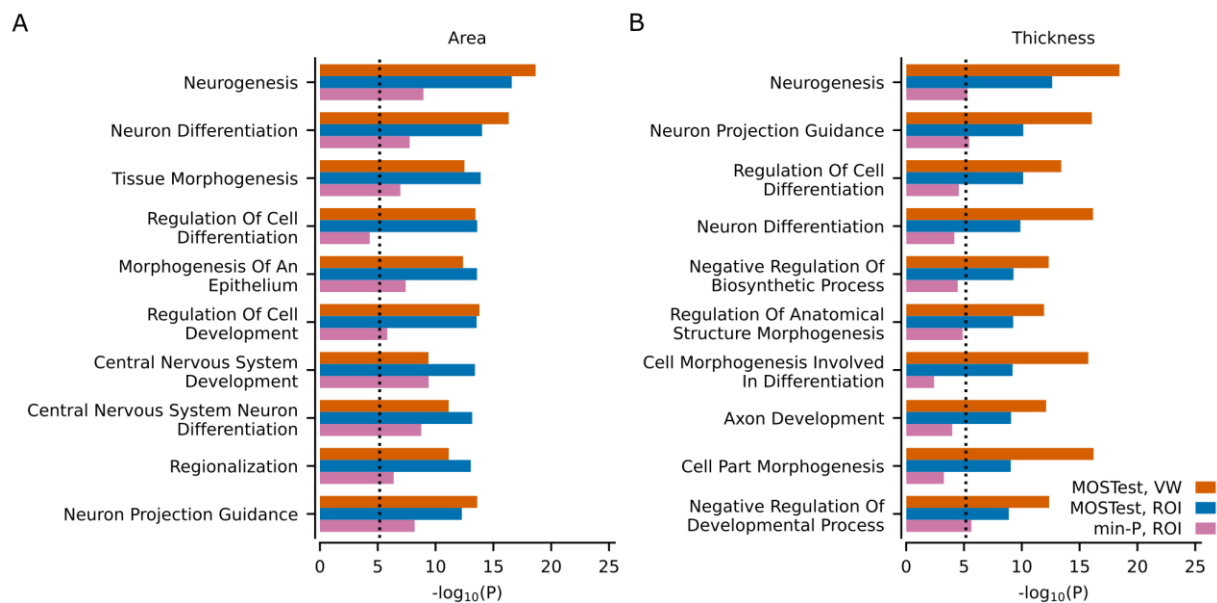 A
Area
Neurogenesis
Neuron Differentiation
Tissue Morphogenesis
Regulation Of Cell
Differentiation
Morphogenesis Of An
Epithelium
Regulation Of Cell
Development
Central Nervous System
Development
Central Nervous System Neuron
Differentiation
Regionalization
Neuron Projection Guidance
0 5 10 15 20 25
-log10(P)
B
Thickness
Neurogenesis
Neuron Projection Guidance
Regulation Of Cell
Differentiation
Neuron Differentiation
Negative Regulation Of
Biosynthetic Process
Regulation Of Anatomical
Structure Morphogenesis
Cell Morphogenesis Involved
In Differentiation
Axon Development
Cell Part Morphogenesis
Negative Regulation Of
Developmental Process
MOSTest, VW
MOSTest, ROI
min-P, ROI
0 5 10 15 20 25
-log10(P)